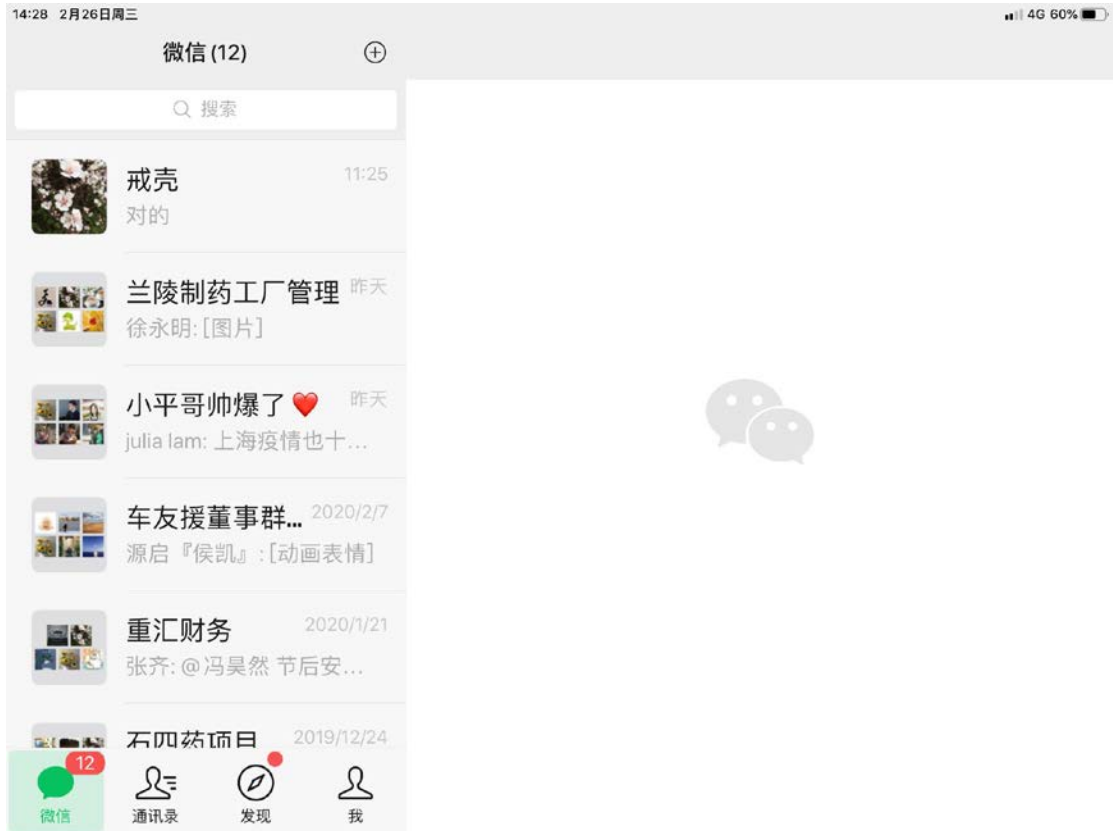 14:28 2月26日周三
4G 60%
微信(12)
搜索
戒壳 11:25
对的
兰陵制药工厂管理 昨天
徐永明:[图片]
小平哥帅爆了❤️ 昨天
julia lam: 上海疫情也十...
车友援董事群... 2020/2/7
源启『侯凯』:[动画表情]
重汇财务 2020/1/21
张齐:@冯昊然 节后安...
石四药项目 2019/12/24
12
微信 通讯录 发现 我